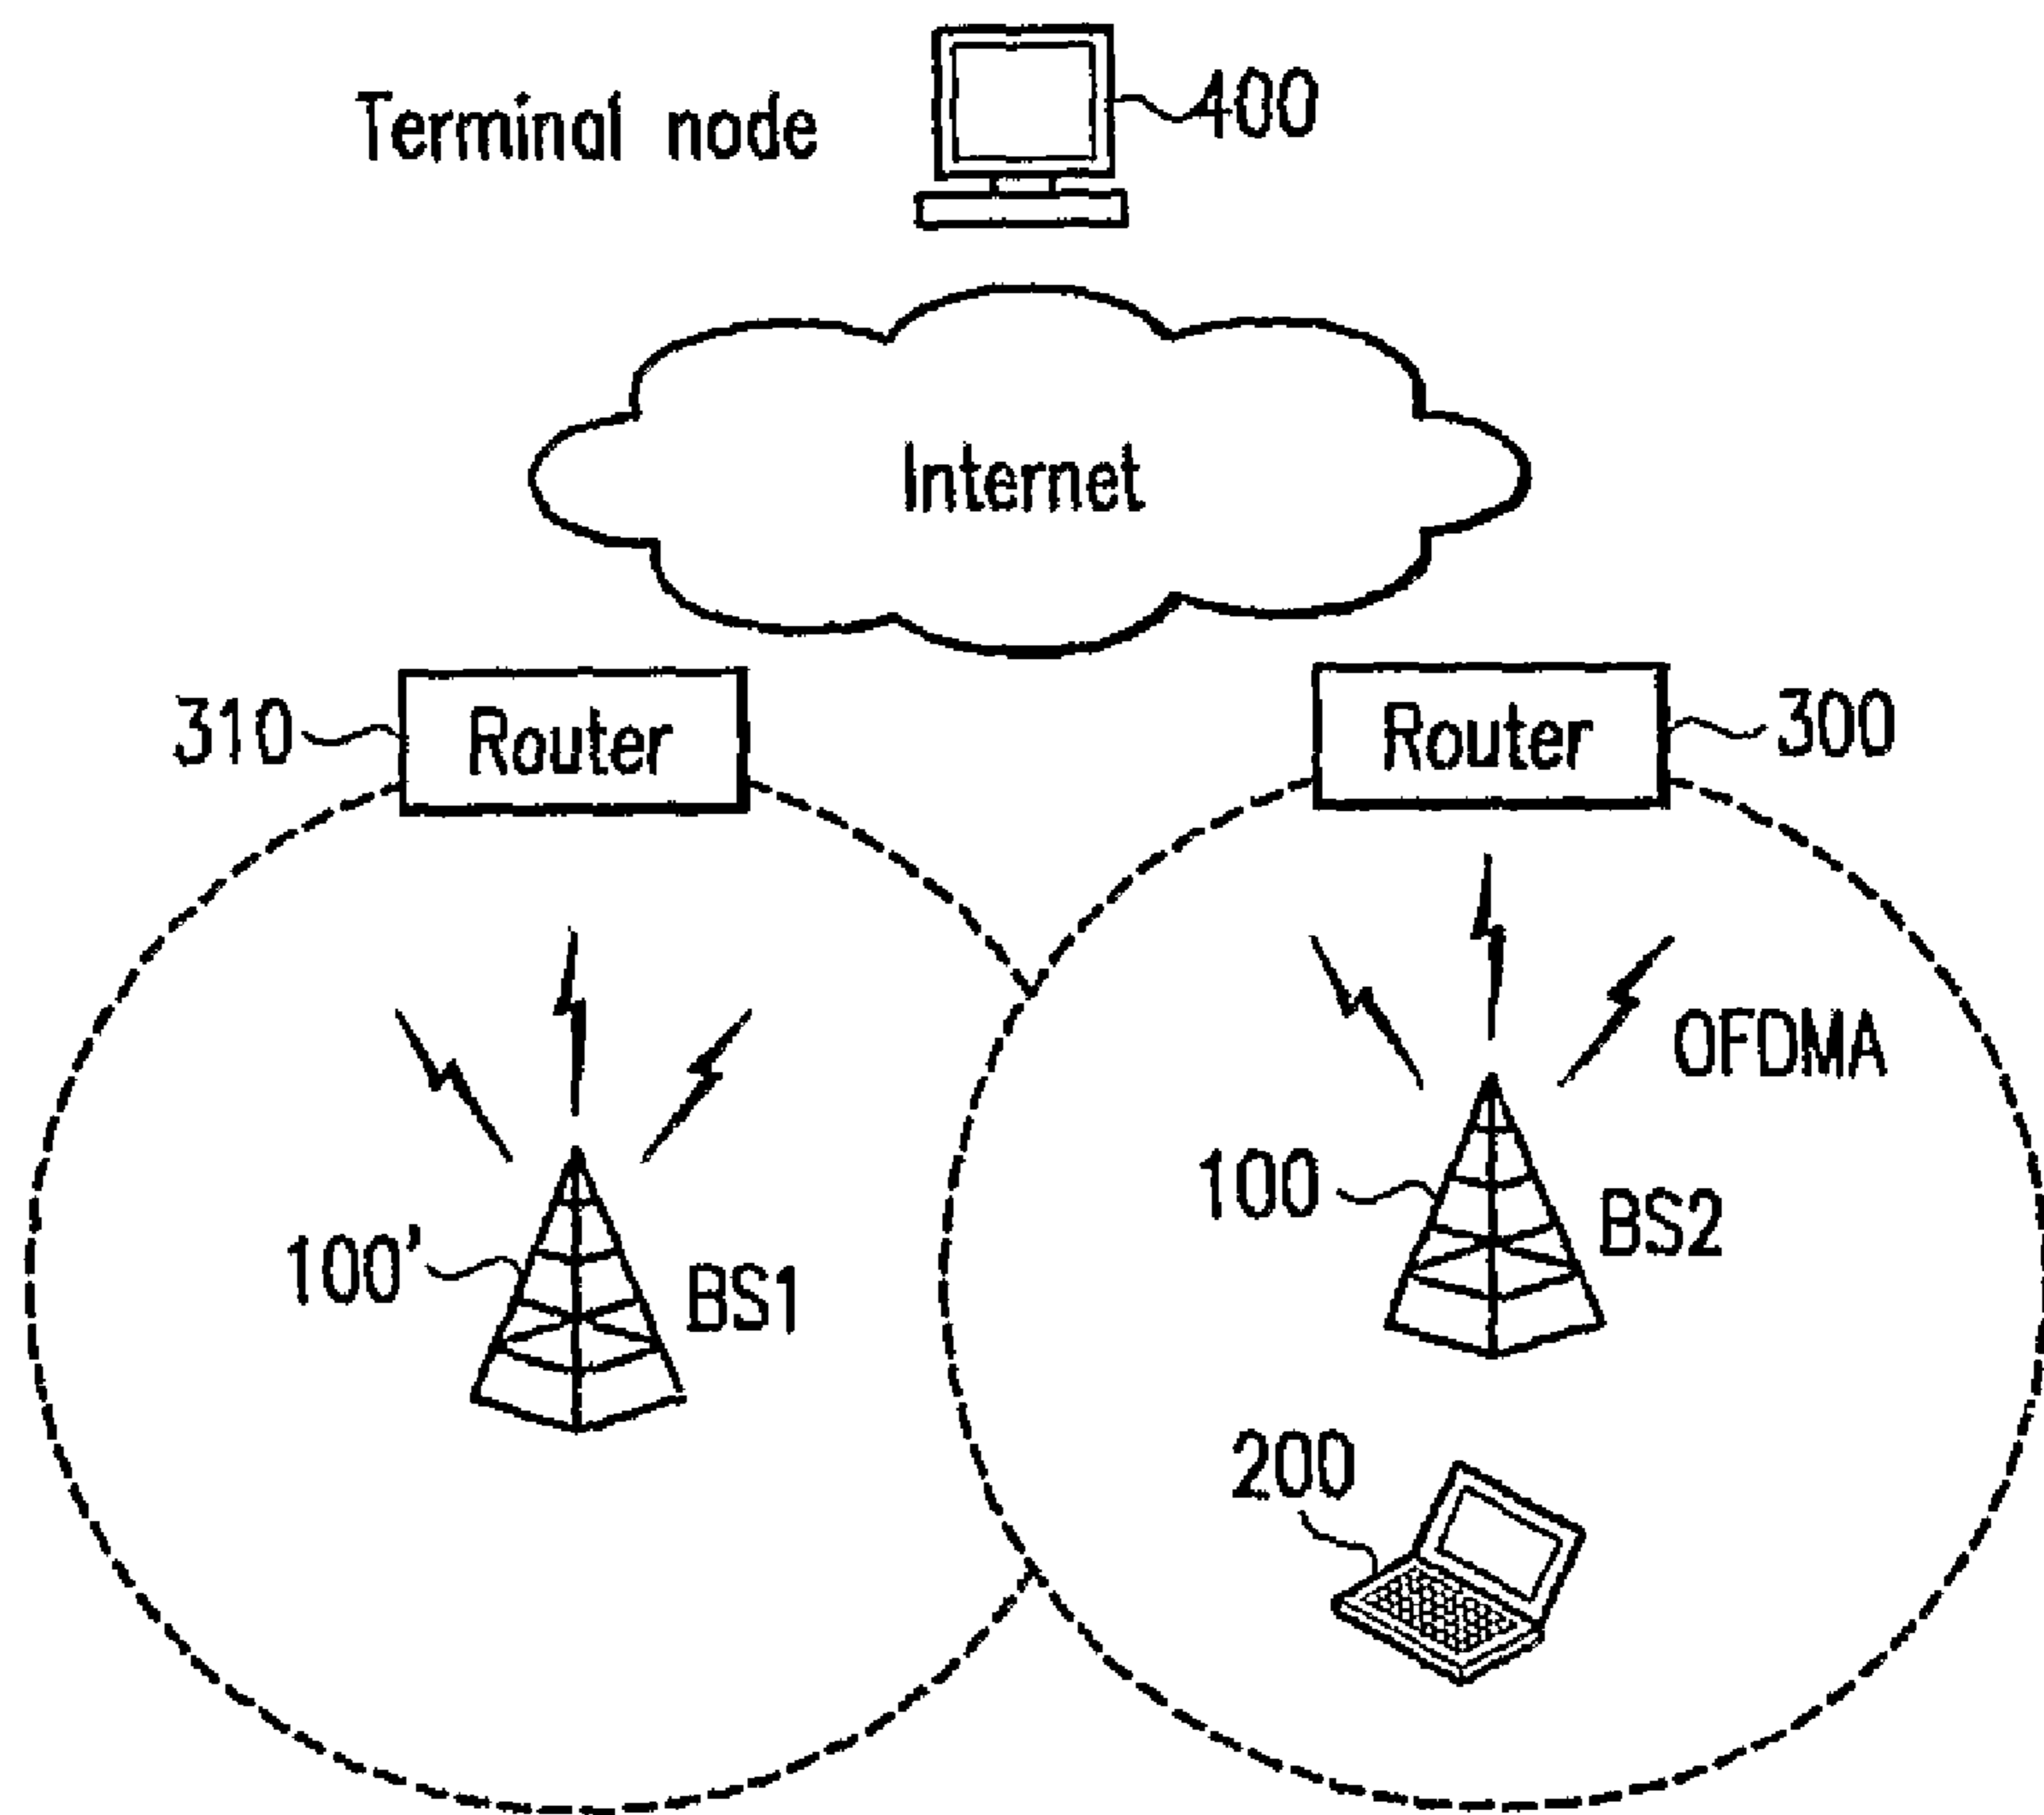 Terminal node
400
Internet
310
Router
Router
300
OFDMA
100
BS2
100'
BS1
200